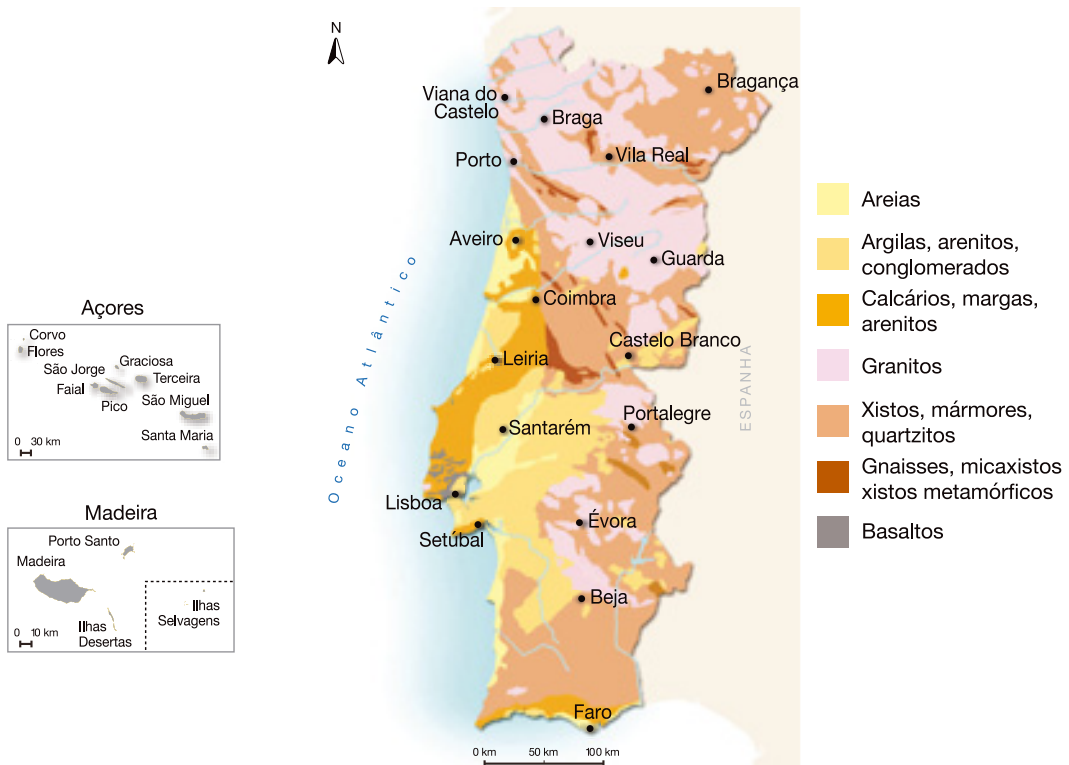 N
Bragança
Viana do
Castelo
Braga
Vila Real
Porto
Aveiro
Viseu
Guarda
Coimbra
Castelo Branco
Leiria
Portalegre
Santarém
Lisboa
Setúbal
Évora
Beja
Faro
Oceano Atlântico
ESPANHA
0 km 50 km 100 km
Açores
Corvo
Flores
Graciosa
São Jorge
Terceira
Faial
Pico
São Miguel
Santa Maria
0 30 km
Madeira
Porto Santo
Madeira
Ilhas
Selvagens
Ilhas
Desertas
0 10 km
Areias
Argilas, arenitos,
conglomerados
Calcários, margas,
arenitos
Granitos
Xistos, mármores,
quartzitos
Gnaisses, micaxistos
xistos metamórficos
Basaltos